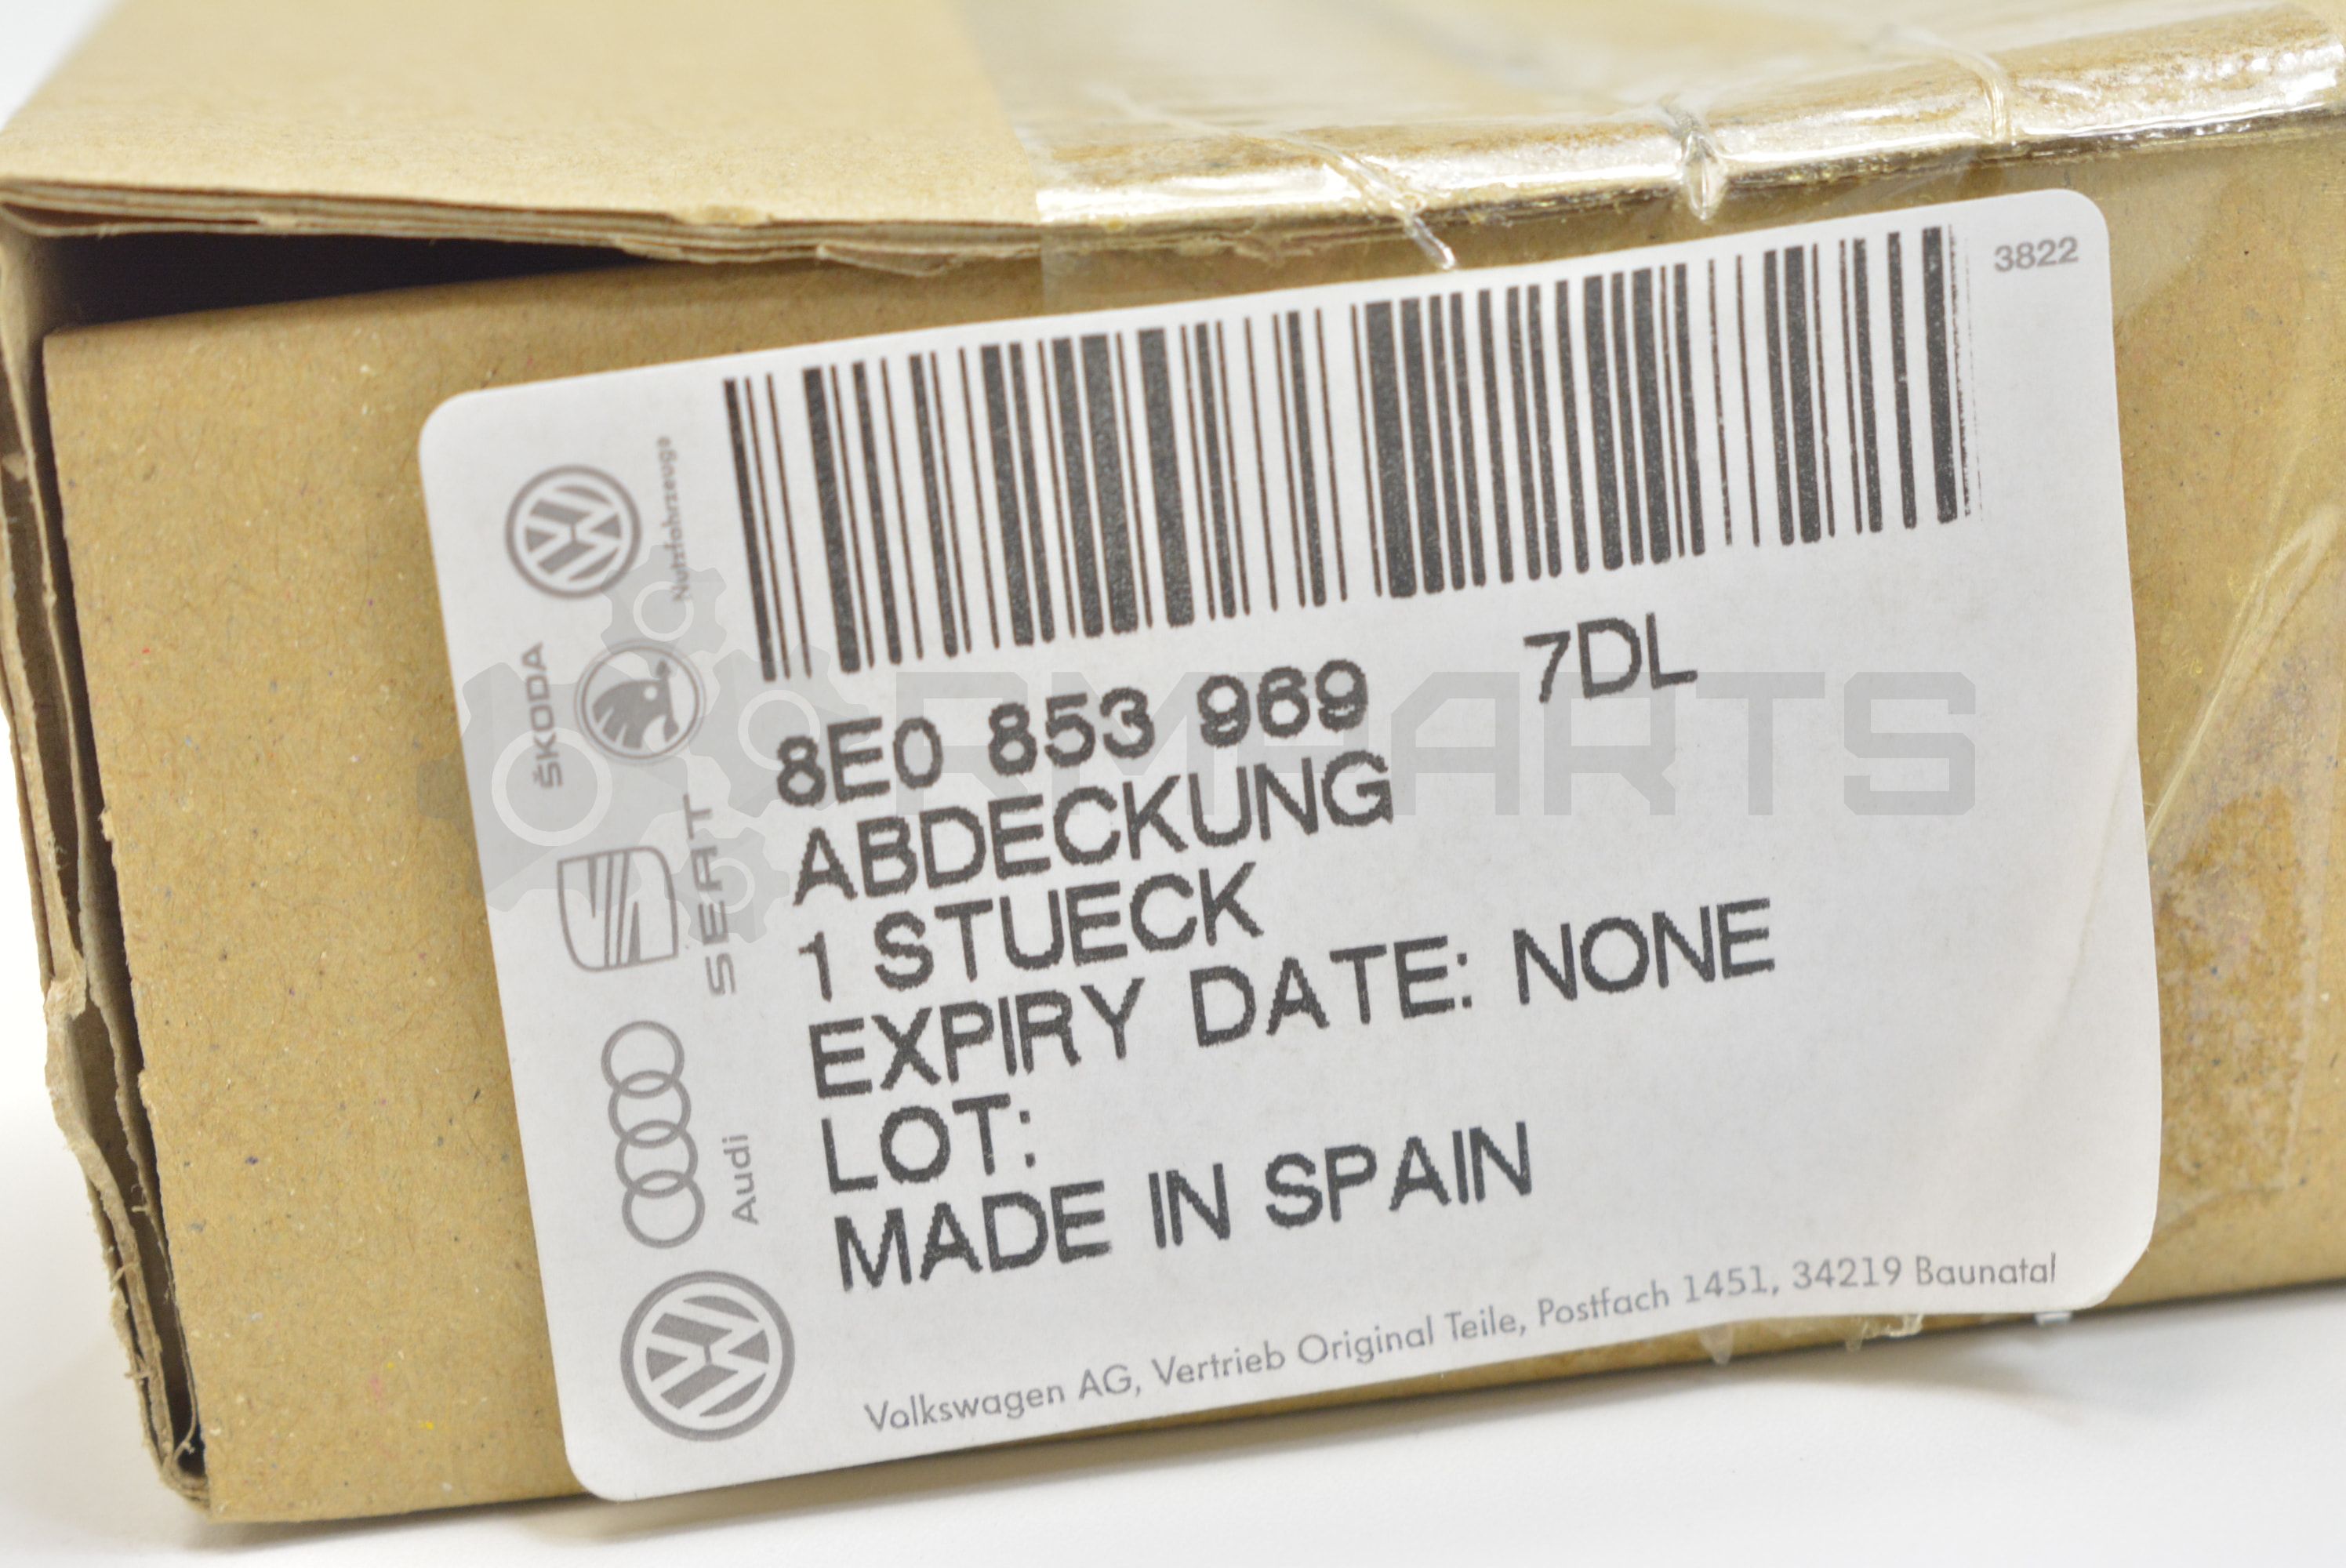 3822
8E0 853 969 7DL
ABDECKUNG
1 STUECK
EXPIRY DATE: NONE
LOT:
MADE IN SPAIN
Volkswagen AG, Vertrieb Original Teile, Postfach 1451, 34219 Baunatal
Nutzfahrzeuge
ŠKODA
SEAT
Audi
RMPARTS